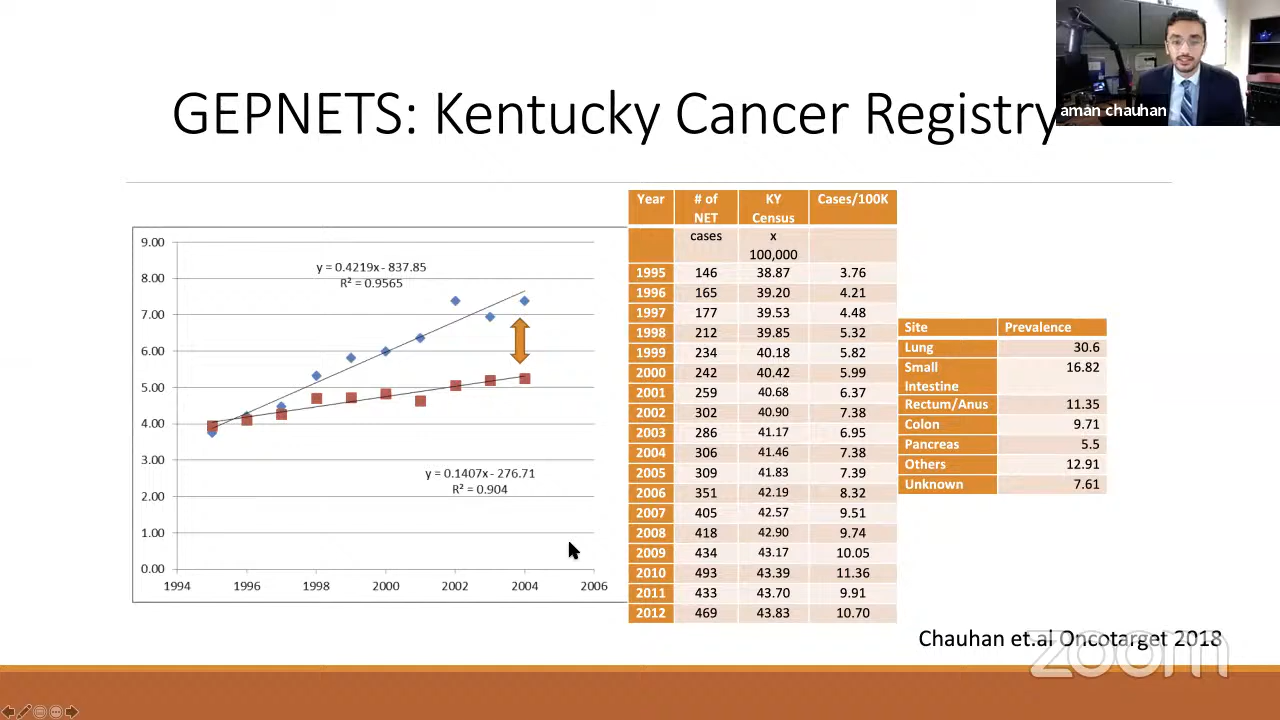 aman chauhan
GEPNETS: Kentucky Cancer Registry
9.00
8.00
7.00
6.00
5.00
4.00
3.00
2.00
1.00
0.00
1994 1996 1998 2000 2002 2004 2006
y = 0.4219x - 837.85
R² = 0.9565
y = 0.1407x - 276.71
R² = 0.904
Year # of NET KY Census Cases/100K
cases x 100,000
1995 146 38.87 3.76
1996 165 39.20 4.21
1997 177 39.53 4.48
1998 212 39.85 5.32
1999 234 40.18 5.82
2000 242 40.42 5.99
2001 259 40.68 6.37
2002 302 40.90 7.38
2003 286 41.17 6.95
2004 306 41.46 7.38
2005 309 41.83 7.39
2006 351 42.19 8.32
2007 405 42.57 9.51
2008 418 42.90 9.74
2009 434 43.17 10.05
2010 493 43.39 11.36
2011 433 43.70 9.91
2012 469 43.83 10.70
Site Prevalence
Lung 30.6
Small Intestine 16.82
Rectum/Anus 11.35
Colon 9.71
Pancreas 5.5
Others 12.91
Unknown 7.61
Chauhan et.al Oncotarget 2018
zoom